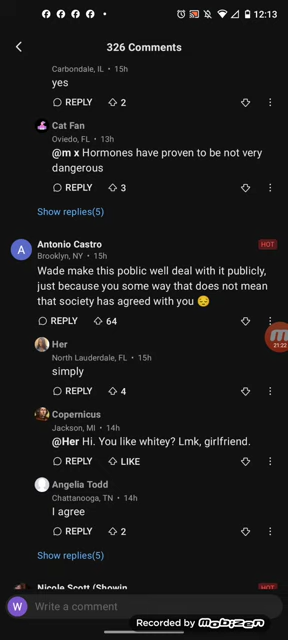 12:13
326 Comments
Carbondale, IL • 15h
yes
REPLY 2
Cat Fan
Oviedo, FL • 13h
@m x Hormones have proven to be not very
dangerous
REPLY 3
Show replies(5)
A
Antonio Castro
HOT
Brooklyn, NY • 15h
Wade make this public well deal with it publicly,
just because you some way that does not mean
that society has agreed with you 😔
REPLY 64
21:22
Her
North Lauderdale, FL • 15h
simply
REPLY 4
Copernicus
Jackson, MI • 14h
@Her Hi. You like whitey? Lmk, girlfriend.
REPLY LIKE
Angelia Todd
Chattanooga, TN • 14h
I agree
REPLY 2
Show replies(5)
Nicole Scott (Showin
HOT
W
Write a comment
Recorded by MOBIZEN